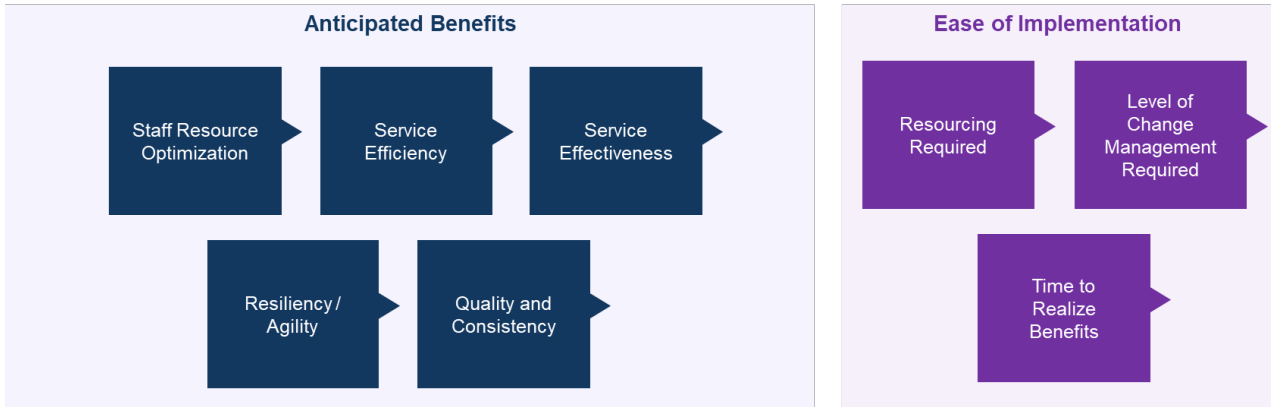 Anticipated Benefits
Staff Resource
Optimization
Service
Efficiency
Service
Effectiveness
Resiliency /
Agility
Quality and
Consistency
Ease of Implementation
Resourcing
Required
Level of
Change
Management
Required
Time to
Realize
Benefits